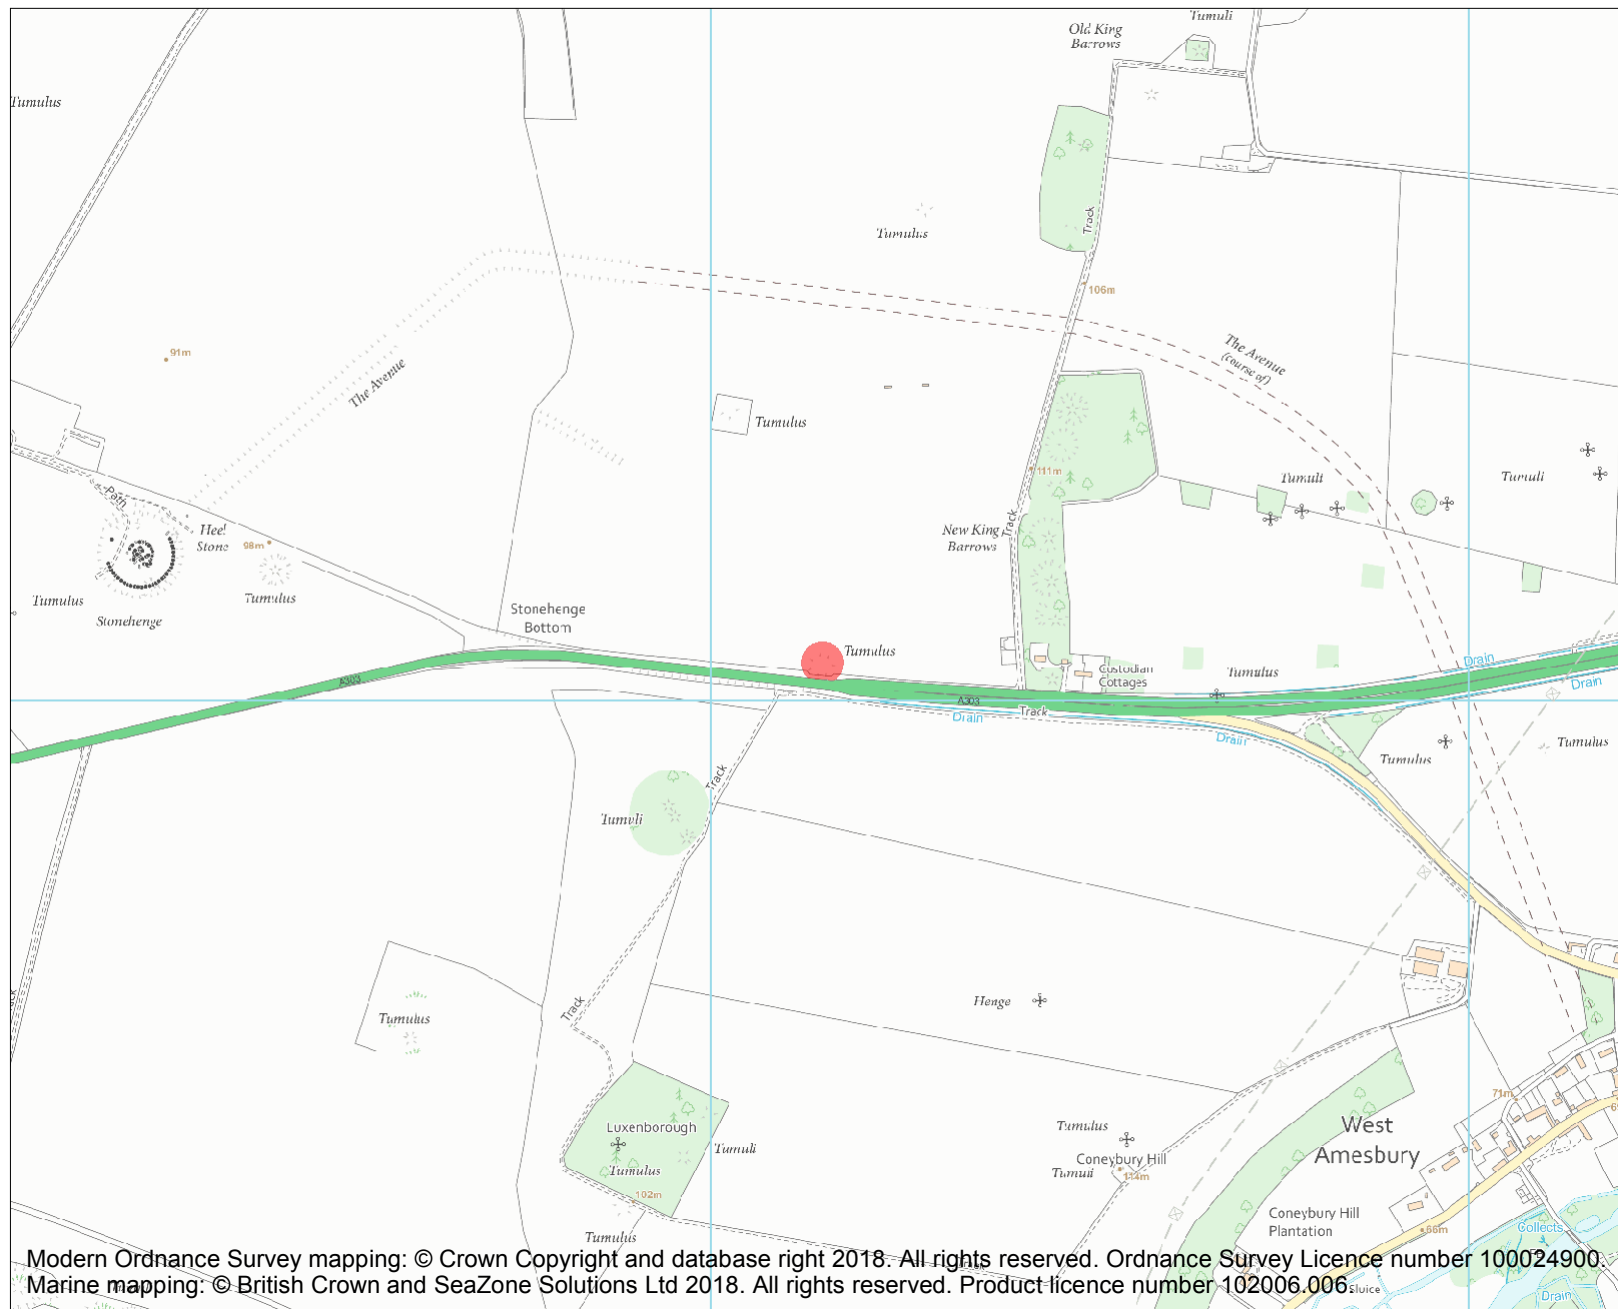 Tumuli
Old King
Barrows
Tumulus
Track
Tumulus
106m
91m
The Avenue
The Avenue
(course of)
Tumulus
111m
Tumuli
Tumuli
Path
Heel
Stone
98m
New King
Barrows
Track
Tumulus
Stonehenge
Tumulus
Stonehenge
Bottom
Tumulus
Custodian
Cottages
Tumulus
Drain
Drain
A303
A303
Track
Drain
Drain
Tumulus
Tumulus
Track
Tumuli
Henge
Track
Tumulus
Luxenborough
Tumulus
Tumuli
102m
Tumulus
Tumulus
Coneybury Hill
Tumuli
114m
71m
West
Amesbury
Coneybury Hill
Plantation
66m
Collects
Modern Ordnance Survey mapping: © Crown Copyright and database right 2018. All rights reserved. Ordnance Survey Licence number 100024900.
Marine mapping: © British Crown and SeaZone Solutions Ltd 2018. All rights reserved. Product licence number 102006.006.
Sluice
Drain